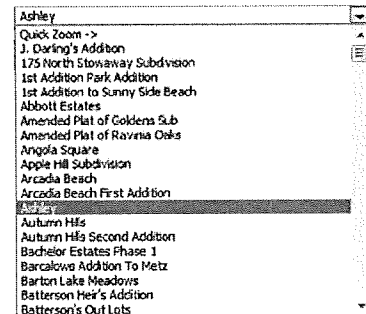 Ashley
Quick Zoom ->
J. Darling's Addition
175 North Stowaway Subdivision
1st Addition Park Addition
1st Addition to Sunny Side Beach
Abbott Estates
Amended Plat of Goldens Sub
Amended Plat of Ravinia Oaks
Angola Square
Apple Hill Subdivision
Arcadia Beach
Arcadia Beach First Addition
Ashley
Autumn Hills
Autumn Hills Second Addition
Bachelor Estates Phase 1
Barcalows Addition To Metz
Barton Lake Meadows
Batterson Heir's Addition
Batterson's Out Lots